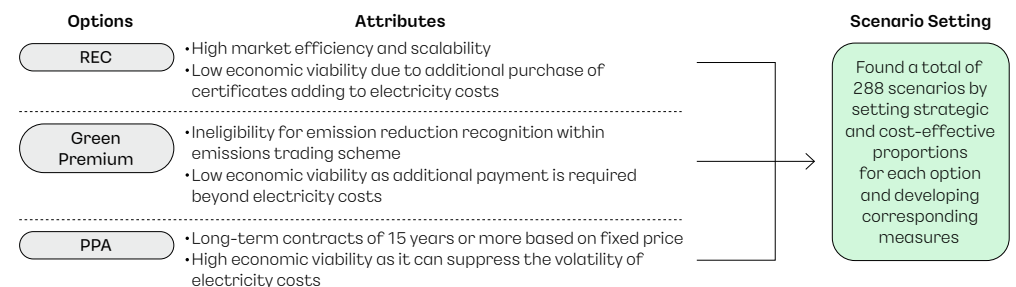 Options
Attributes
Scenario Setting
REC
•High market efficiency and scalability
•Low economic viability due to additional purchase of
certificates adding to electricity costs
Green
Premium
•Ineligibility for emission reduction recognition within
emissions trading scheme
•Low economic viability as additional payment is required
beyond electricity costs
PPA
•Long-term contracts of 15 years or more based on fixed price
•High economic viability as it can suppress the volatility of
electricity costs
Found a total of
288 scenarios by
setting strategic
and cost-effective
proportions
for each option
and developing
corresponding
measures